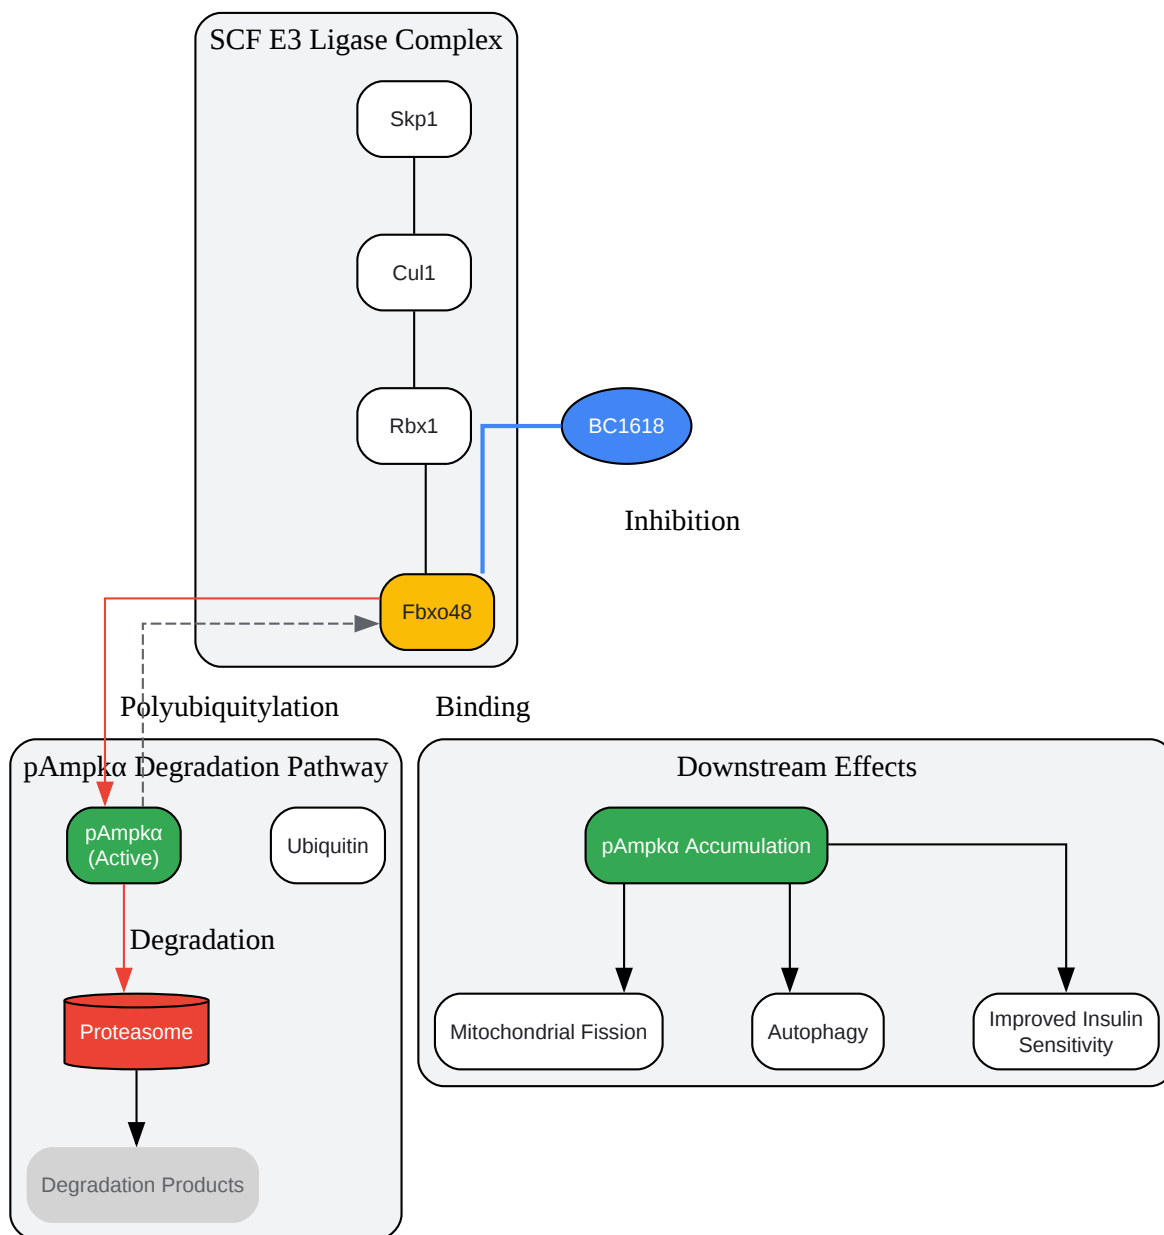 SCF E3 Ligase Complex
Skp1
Cul1
Rbx1
BC1618
Inhibition
Fbxo48
Polyubiquitylation
Binding
pAmpkα Degradation Pathway
pAmpkα
(Active)
Ubiquitin
Degradation
Proteasome
Degradation Products
Downstream Effects
pAmpkα Accumulation
Mitochondrial Fission
Autophagy
Improved Insulin
Sensitivity